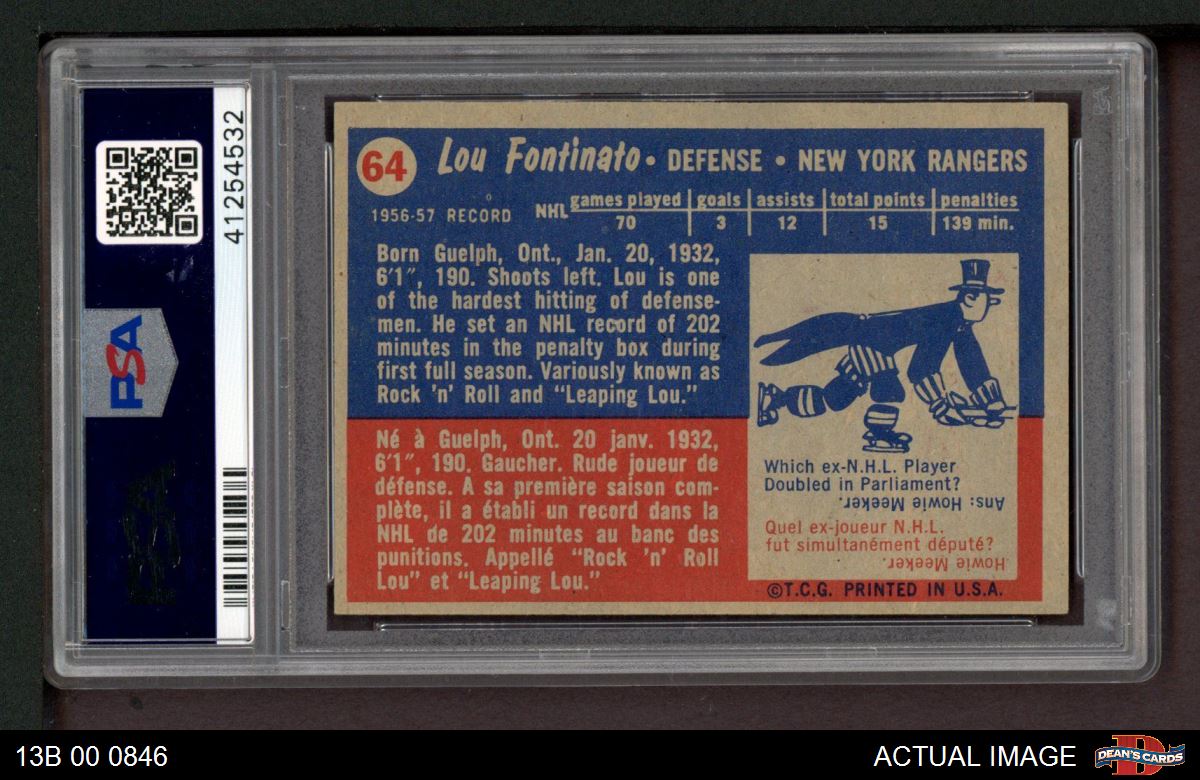 41254532
PSA
64 Lou Fontinato • DEFENSE • NEW YORK RANGERS
1956-57 RECORD NHL games played goals assists total points penalties
70 3 12 15 139 min.
Born Guelph, Ont., Jan. 20, 1932,
6'1", 190. Shoots left. Lou is one
of the hardest hitting of defense-
men. He set an NHL record of 202
minutes in the penalty box during
first full season. Variously known as
Rock 'n' Roll and "Leaping Lou."
Né à Guelph, Ont. 20 janv. 1932,
6'1", 190. Gaucher. Rude joueur de
défense. A sa première saison com-
plète, il a établi un record dans la
NHL de 202 minutes au banc des
punitions. Appellé "Rock 'n' Roll
Lou" et "Leaping Lou."
Which ex-N.H.L. Player
Doubled in Parliament?
Ans: Howie Meeker.
Quel ex-joueur N.H.L.
fut simultanément député?
Howie Meeker.
©T.C.G. PRINTED IN U.S.A.
13B 00 0846
ACTUAL IMAGE
DEAN'S CARDS